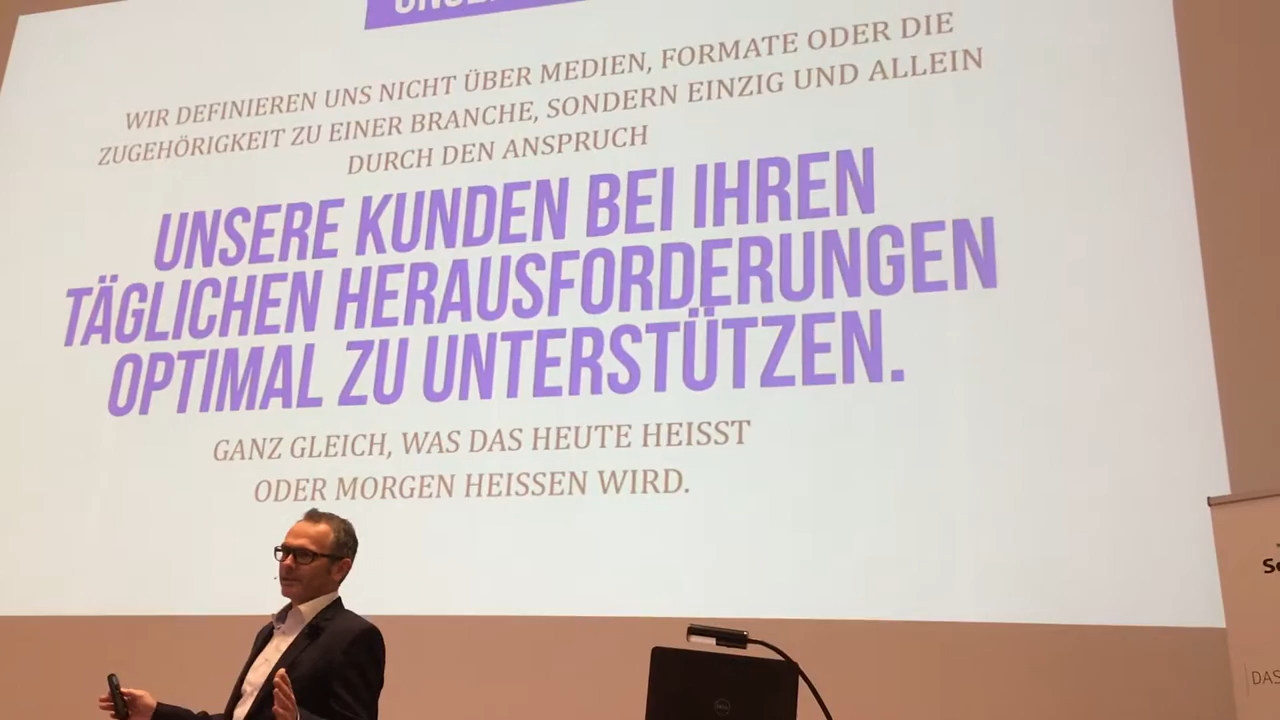 WIR DEFINIEREN UNS NICHT ÜBER MEDIEN, FORMATE ODER DIE
ZUGEHÖRIGKEIT ZU EINER BRANCHE, SONDERN EINZIG UND ALLEIN
DURCH DEN ANSPRUCH
UNSERE KUNDEN BEI IHREN
TÄGLICHEN HERAUSFORDERUNGEN
OPTIMAL ZU UNTERSTÜTZEN.
GANZ GLEICH, WAS DAS HEUTE HEISST
ODER MORGEN HEISSEN WIRD.
DAS
DELL